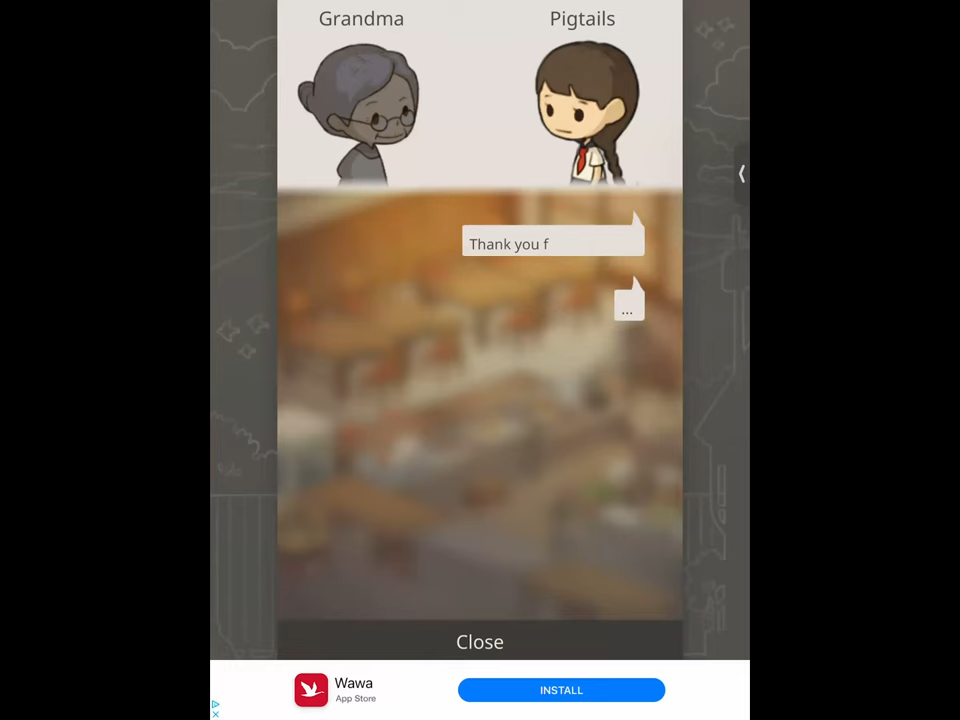 Grandma
Pigtails
Thank you f
...
Close
Wawa
App Store
INSTALL